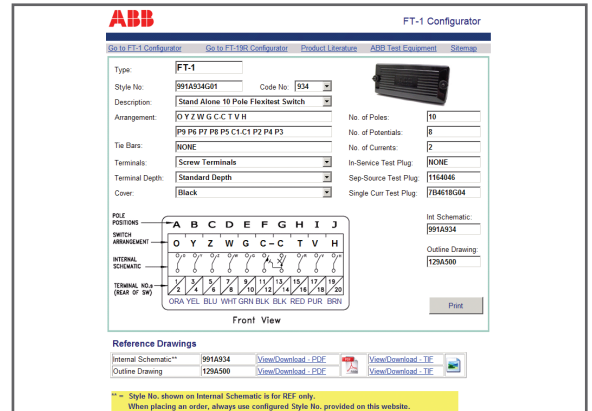 ABB
FT-1 Configurator
Go to FT-1 Configurator Go to FT-19R Configurator Product Literature ABB Test Equipment Sitemap
Type: FT-1
Style No: 991A934G01 Code No: 934
Description: Stand Alone 10 Pole Flexitest Switch
Arrangement: O Y Z W G C-C T V H No. of Poles: 10
P9 P6 P7 P8 P5 C1-C1 P2 P4 P3 No. of Potentials: 8
Tie Bars: NONE No. of Currents: 2
Terminals: Screw Terminals In-Service Test Plug: NONE
Terminal Depth: Standard Depth Sep-Source Test Plug: 1164046
Cover: Black Single Curr Test Plug: 7B4618G04
POLE
POSITIONS A B C D E F G H I J
SWITCH
ARRANGEMENT O Y Z W G C - C T V H
INTERNAL
SCHEMATIC
TERMINAL NO.s
(REAR OF SW)
1 3 5 7 9 11 13 15 17 19
2 4 6 8 10 12 14 16 18 20
ORA YEL BLU WHT GRN BLK BLK RED PUR BRN
Front View
Int Schematic:
991A934
Outline Drawing:
129A500
Print
Reference Drawings
Internal Schematic** 991A934 View/Download - PDF View/Download - TIF
Outline Drawing 129A500 View/Download - PDF View/Download - TIF
** = Style No. shown on Internal Schematic is for REF only.
When placing an order, always use configured Style No. provided on this website.